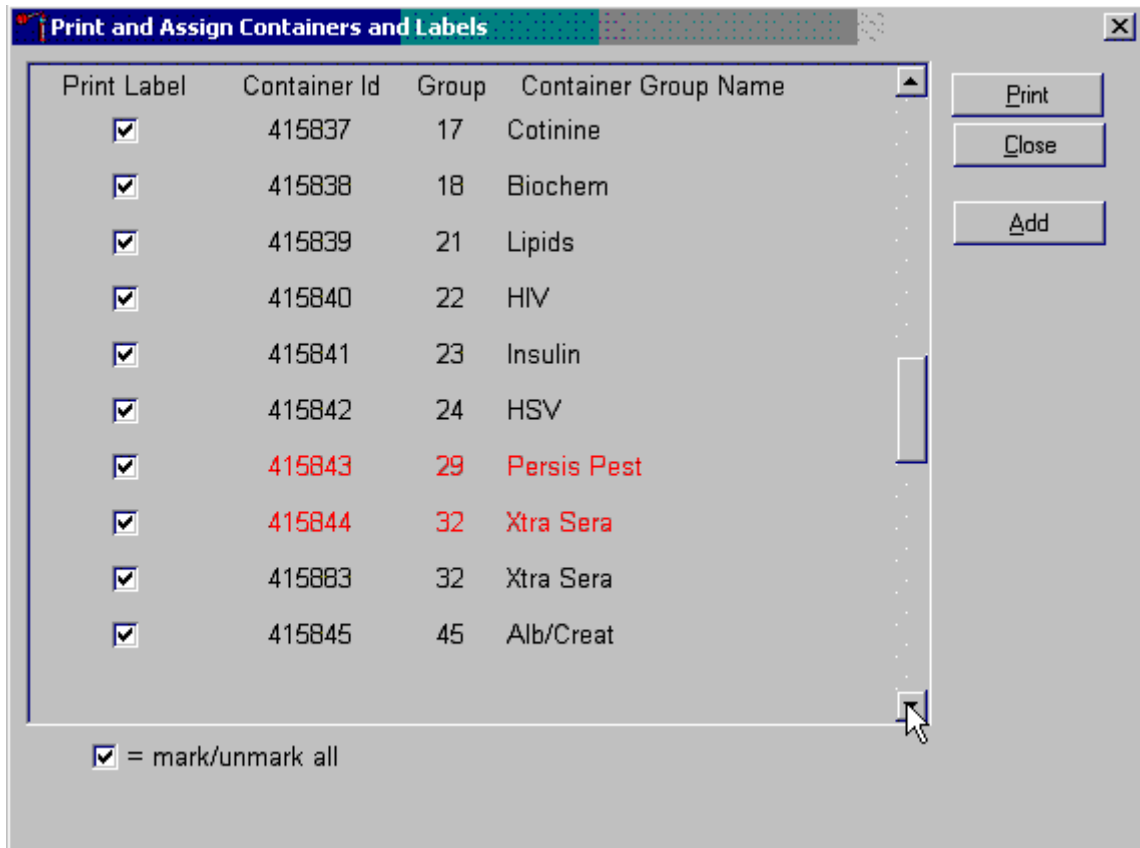 Print and Assign Containers and Labels
Print Label Container Id Group Container Group Name
415837 17 Cotinine
415838 18 Biochem
415839 21 Lipids
415840 22 HIV
415841 23 Insulin
415842 24 HSV
415843 29 Persis Pest
415844 32 Xtra Sera
415883 32 Xtra Sera
415845 45 Alb/Creat
= mark/unmark all
Print
Close
Add